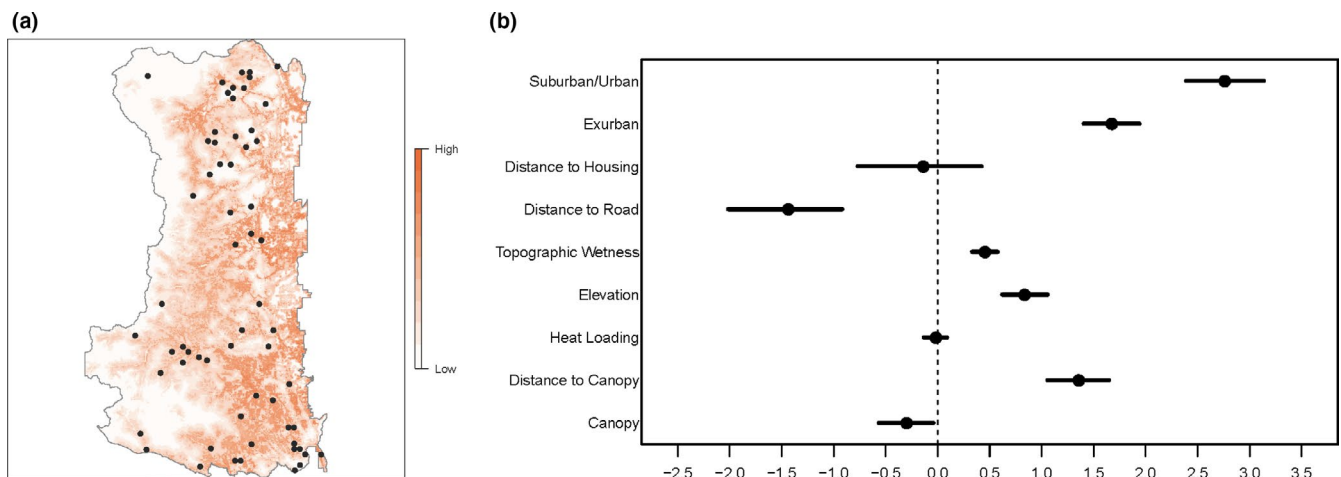 (a)
High
Low
(b)
Suburban/Urban
Exurban
Distance to Housing
Distance to Road
Topographic Wetness
Elevation
Heat Loading
Distance to Canopy
Canopy
−2.5 −2.0 −1.5 −1.0 −0.5 0.0 0.5 1.0 1.5 2.0 2.5 3.0